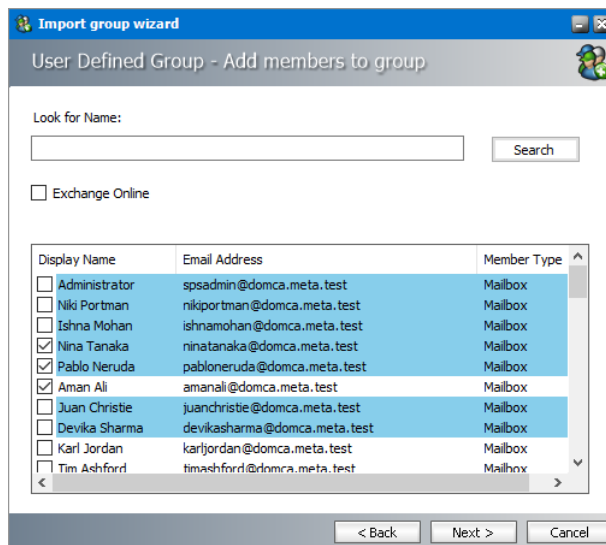 Import group wizard
User Defined Group - Add members to group
Look for Name:
Search
Exchange Online
Display Name Email Address Member Type
Administrator spsadmin@domca.meta.test Mailbox
Niki Portman nikiportman@domca.meta.test Mailbox
Ishna Mohan ishnamohan@domca.meta.test Mailbox
Nina Tanaka ninatanaka@domca.meta.test Mailbox
Pablo Neruda pabloneruda@domca.meta.test Mailbox
Aman Ali amanali@domca.meta.test Mailbox
Juan Christie juanchristie@domca.meta.test Mailbox
Devika Sharma devikasharma@domca.meta.test Mailbox
Karl Jordan karljordan@domca.meta.test Mailbox
Tim Ashford timashford@domca.meta.test Mailbox
< Back Next > Cancel